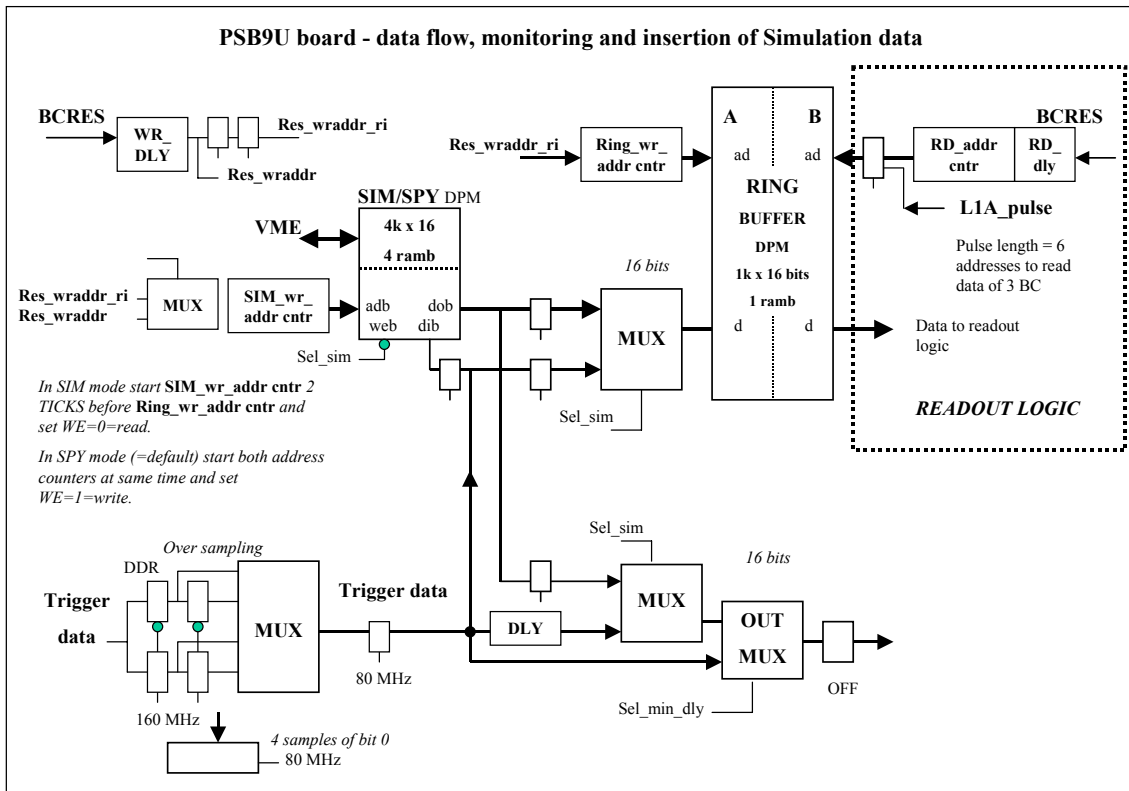 PSB9U board - data flow, monitoring and insertion of Simulation data
BCRES
WR_
DLY
Res_wraddr_ri
Res_wraddr
Res_wraddr_ri
Ring_wr_
addr cntr
A
B
ad
ad
RING
BUFFER
DPM
1k x 16 bits
1 ramb
d
d
BCRES
RD_addr
cntr
RD_
dly
L1A_pulse
Pulse length = 6
addresses to read
data of 3 BC
Data to readout
logic
READOUT LOGIC
SIM/SPY DPM
VME
4k x 16
4 ramb
adb
dob
web
dib
Sel_sim
Res_wraddr_ri
Res_wraddr
MUX
SIM_wr_
addr cntr
16 bits
MUX
Sel_sim
In SIM mode start SIM_wr_addr cntr 2
TICKS before Ring_wr_addr cntr and
set WE=0=read.
In SPY mode (=default) start both address
counters at same time and set
WE=1=write.
Over sampling
DDR
Trigger
data
MUX
160 MHz
4 samples of bit 0
80 MHz
Trigger data
80 MHz
DLY
Sel_sim
MUX
16 bits
OUT
MUX
Sel_min_dly
OFF